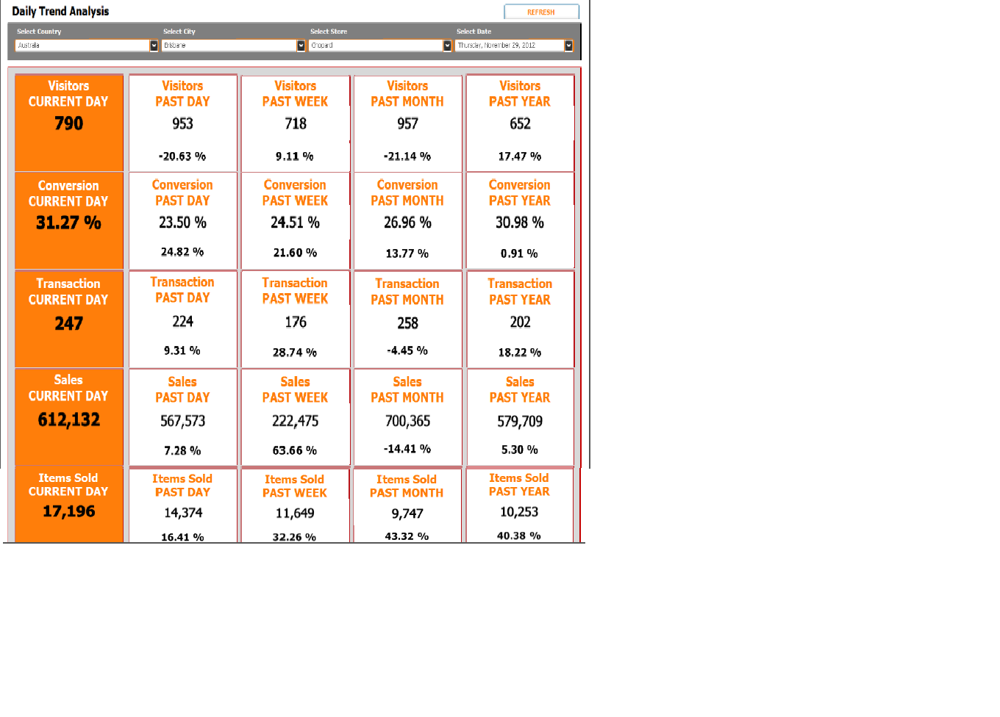 Daily Trend Analysis
REFRESH
Select Country Select City Select Store Select Date
Australia Brisbane Chopard Thursday, November 29, 2012
Visitors Visitors Visitors Visitors Visitors
CURRENT DAY PAST DAY PAST WEEK PAST MONTH PAST YEAR
790 953 718 957 652
-20.63 % 9.11 % -21.14 % 17.47 %
Conversion Conversion Conversion Conversion Conversion
CURRENT DAY PAST DAY PAST WEEK PAST MONTH PAST YEAR
31.27 % 23.50 % 24.51 % 26.96 % 30.98 %
24.82 % 21.60 % 13.77 % 0.91 %
Transaction Transaction Transaction Transaction Transaction
CURRENT DAY PAST DAY PAST WEEK PAST MONTH PAST YEAR
247 224 176 258 202
9.31 % 28.74 % -4.45 % 18.22 %
Sales Sales Sales Sales Sales
CURRENT DAY PAST DAY PAST WEEK PAST MONTH PAST YEAR
612,132 567,573 222,475 700,365 579,709
7.28 % 63.66 % -14.41 % 5.30 %
Items Sold Items Sold Items Sold Items Sold Items Sold
CURRENT DAY PAST DAY PAST WEEK PAST MONTH PAST YEAR
17,196 14,374 11,649 9,747 10,253
16.41 % 32.26 % 43.32 % 40.38 %